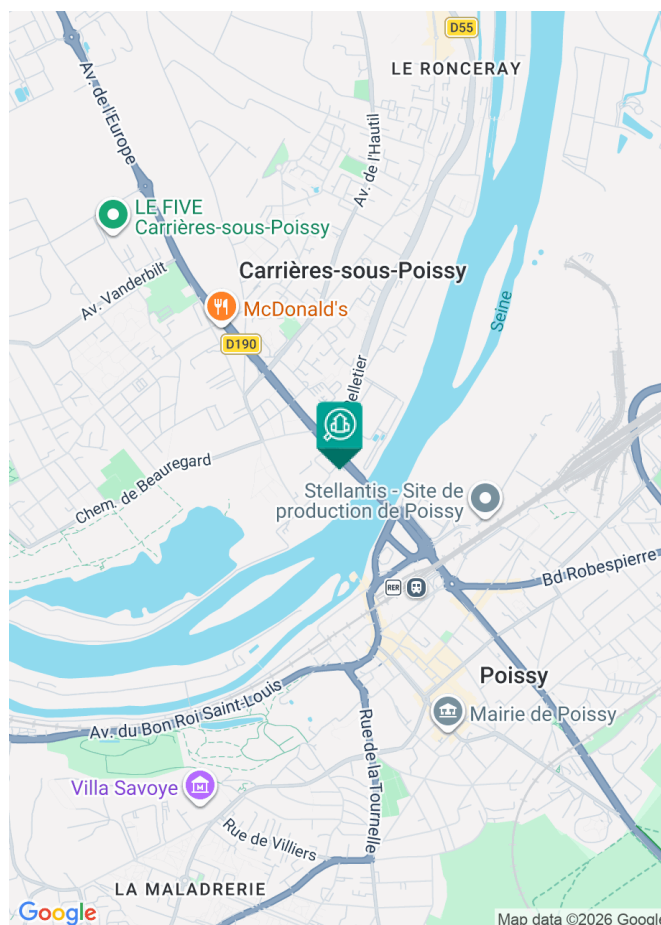 D55
LE RONCERAY
Av. de l'Europe
Av. de l'Hautil
LE FIVE
Carrières-sous-Poissy
Av. Vanderbilt
Carrières-sous-Poissy
McDonald's
Seine
D190
Pelletier
Chem. de Beauregard
Stellantis - Site de
production de Poissy
Bd Robespierre
RER
Poissy
Av. du Bon Roi Saint-Louis
Mairie de Poissy
Rue de la Tournelle
Villa Savoye
Rue de Villiers
LA MALADRERIE
Google
Map data ©2026 Google